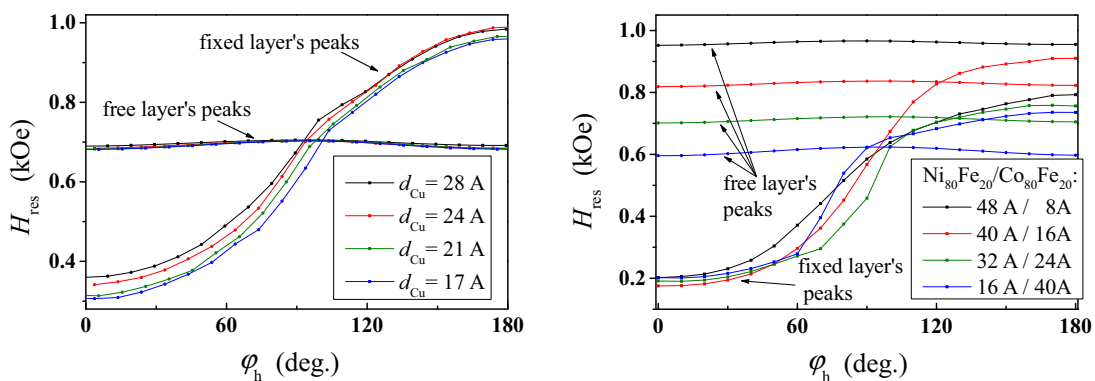 1.0
0.8
0.6
0.4
H_res (kOe)
fixed layer's peaks
free layer's peaks
d_Cu = 28 A
d_Cu = 24 A
d_Cu = 21 A
d_Cu = 17 A
0 60 120 180
φ_h (deg.)
1.0
0.8
0.6
0.4
0.2
H_res (kOe)
free layer's
peaks
fixed layer's
peaks
Ni₈₀Fe₂₀/Co₈₀Fe₂₀:
48 A / 8A
40 A / 16A
32 A / 24A
16 A / 40A
0 60 120 180
φ_h (deg.)